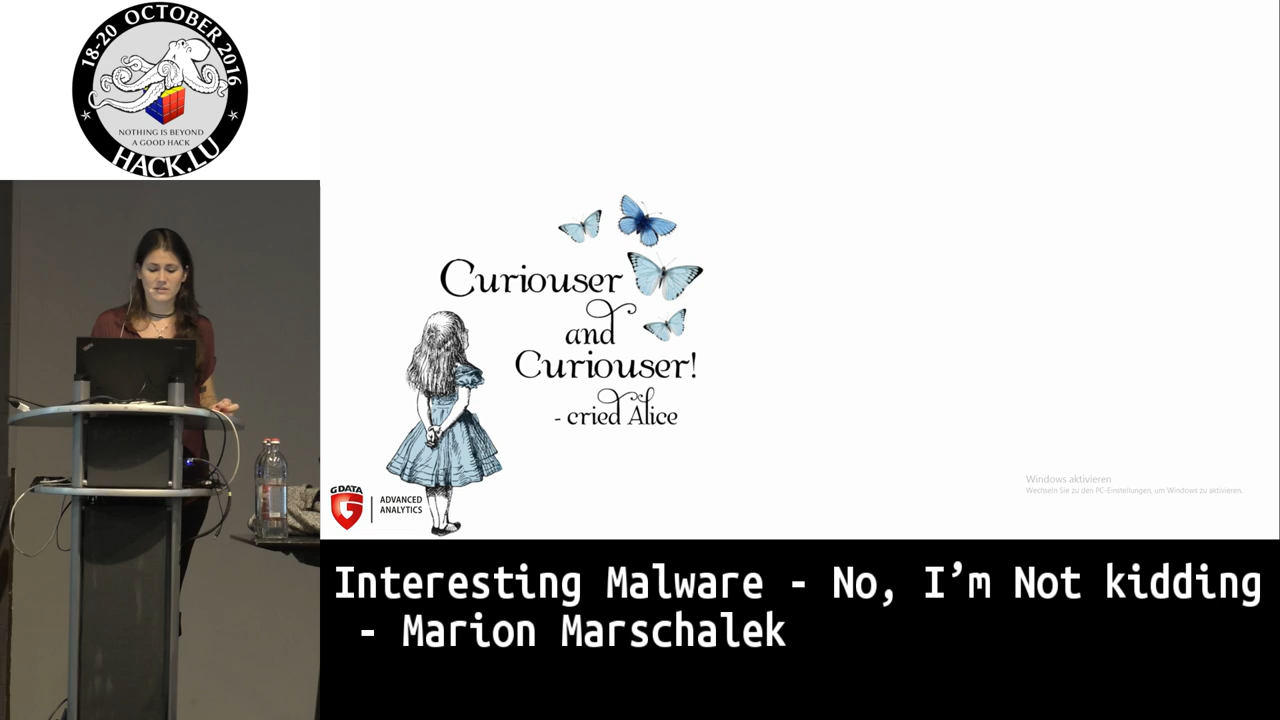 18-20 OCTOBER 2016
NOTHING IS BEYOND
A GOOD HACK
HACK.LU
Curiouser
and
Curiouser!
- cried Alice
G DATA
ADVANCED
ANALYTICS
Windows aktivieren
Wechseln Sie zu den PC-Einstellungen, um Windows zu aktivieren.
Interesting Malware - No, I’m Not kidding
- Marion Marschalek